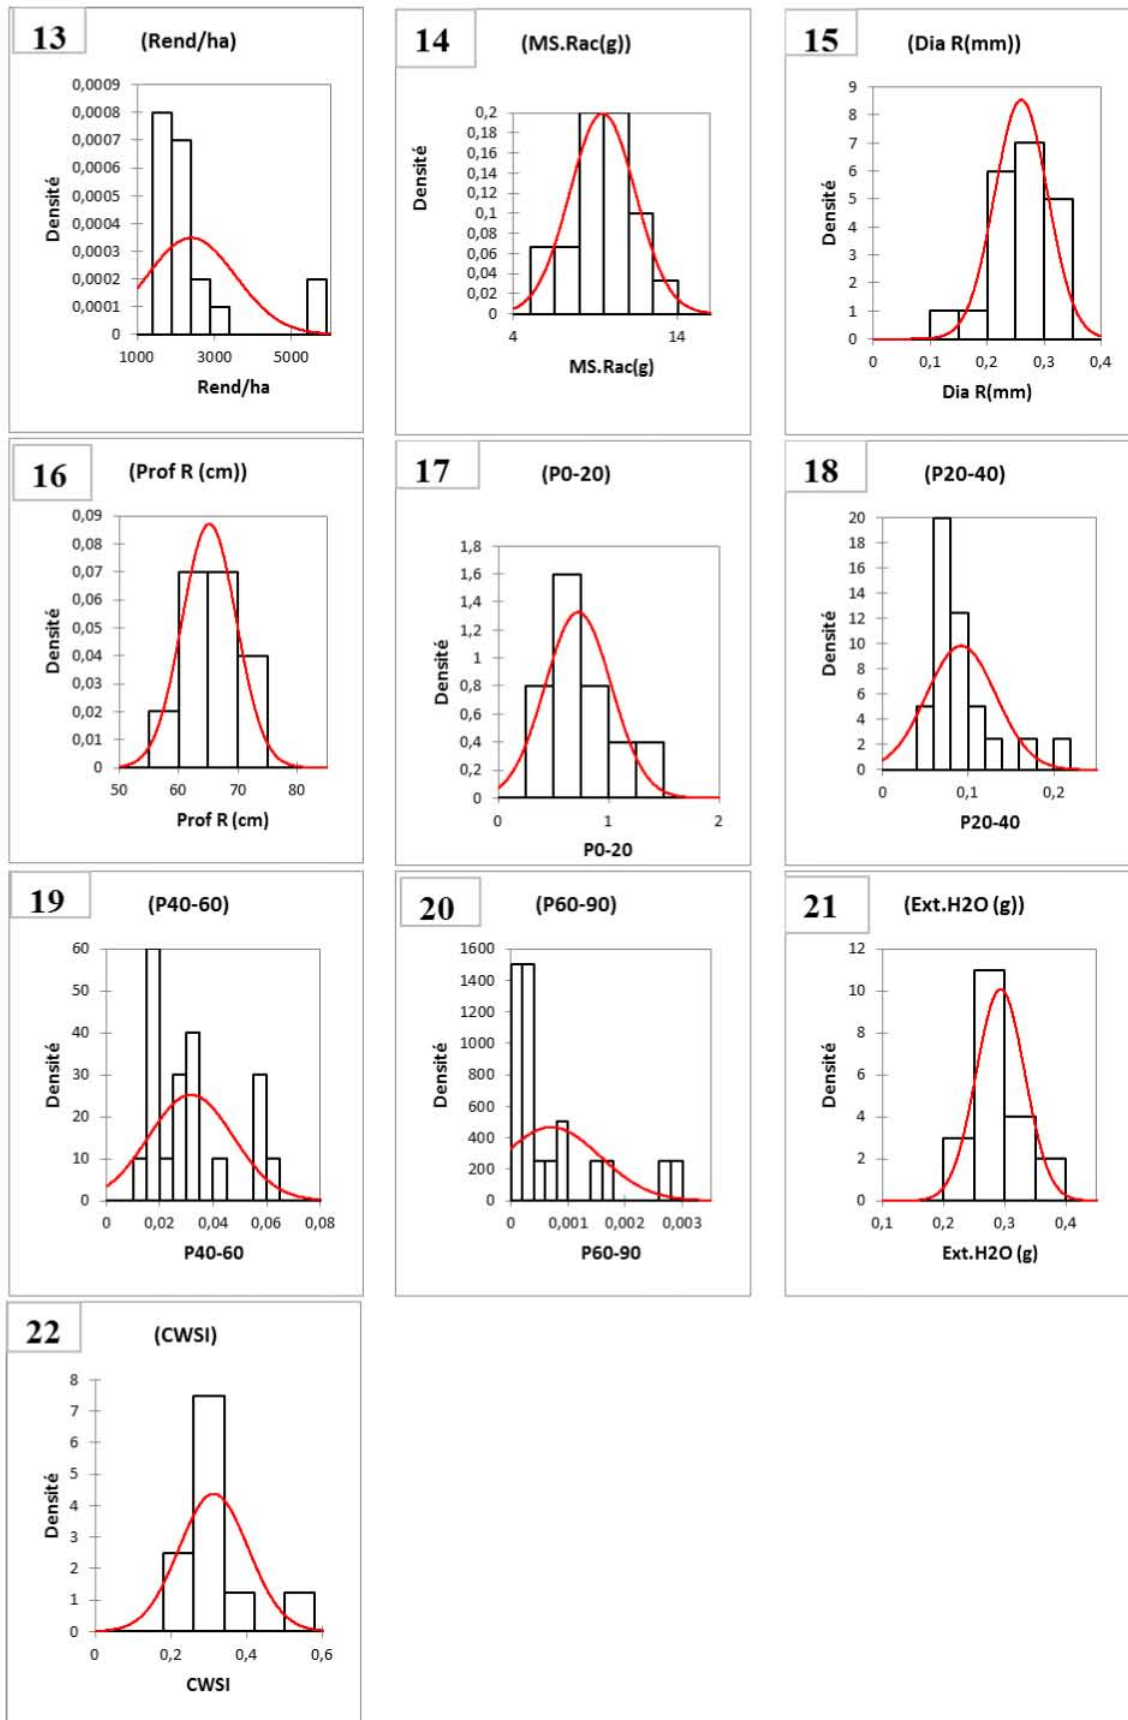 13
(Rend/ha)
0,0009
0,0008
0,0007
0,0006
0,0005
0,0004
0,0003
0,0002
0,0001
0
Densité
1000 3000 5000
Rend/ha
14
(MS.Rac(g))
0,2
0,18
0,16
0,14
0,12
0,1
0,08
0,06
0,04
0,02
0
Densité
4 14
MS.Rac(g)
15
(Dia R(mm))
9
8
7
6
5
4
3
2
1
0
Densité
0 0,1 0,2 0,3 0,4
Dia R(mm)
16
(Prof R (cm))
0,09
0,08
0,07
0,06
0,05
0,04
0,03
0,02
0,01
0
Densité
50 60 70 80
Prof R (cm)
17
(P0-20)
1,8
1,6
1,4
1,2
1
0,8
0,6
0,4
0,2
0
Densité
0 1 2
P0-20
18
(P20-40)
20
18
16
14
12
10
8
6
4
2
0
Densité
0 0,1 0,2
P20-40
19
(P40-60)
60
50
40
30
20
10
0
Densité
0 0,02 0,04 0,06 0,08
P40-60
20
(P60-90)
1600
1400
1200
1000
800
600
400
200
0
Densité
0 0,001 0,002 0,003
P60-90
21
(Ext.H2O (g))
12
10
8
6
4
2
0
Densité
0,1 0,2 0,3 0,4
Ext.H2O (g)
22
(CWSI)
8
7
6
5
4
3
2
1
0
Densité
0 0,2 0,4 0,6
CWSI